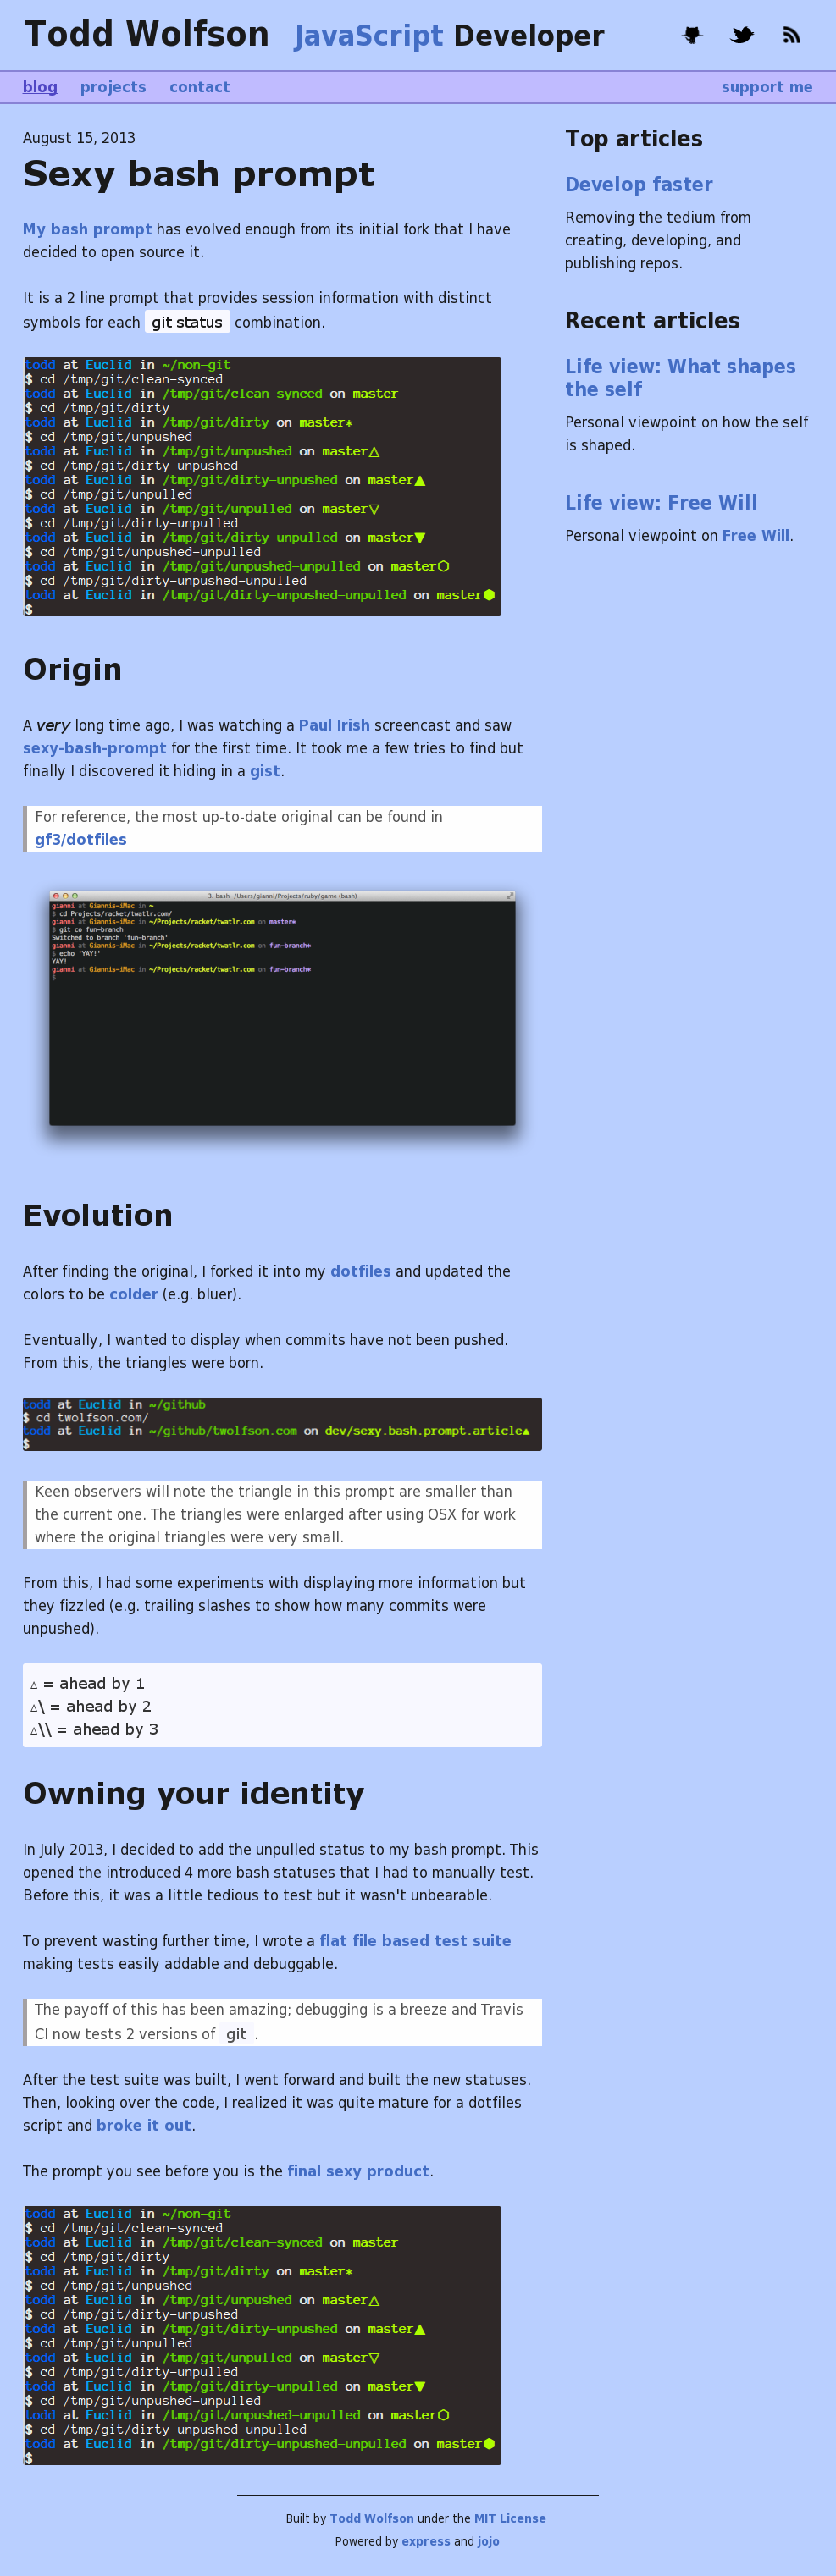 Todd Wolfson JavaScript Developer
blog projects contact support me
August 15, 2013
Sexy bash prompt
My bash prompt has evolved enough from its initial fork that I have
decided to open source it.
It is a 2 line prompt that provides session information with distinct
symbols for each git status combination.
todd at Euclid in ~/non-git
$ cd /tmp/git/clean-synced
todd at Euclid in /tmp/git/clean-synced on master
$ cd /tmp/git/dirty
todd at Euclid in /tmp/git/dirty on master*
$ cd /tmp/git/unpushed
todd at Euclid in /tmp/git/unpushed on master△
$ cd /tmp/git/dirty-unpushed
todd at Euclid in /tmp/git/dirty-unpushed on master▲
$ cd /tmp/git/unpulled
todd at Euclid in /tmp/git/unpulled on master▽
$ cd /tmp/git/dirty-unpulled
todd at Euclid in /tmp/git/dirty-unpulled on master▼
$ cd /tmp/git/unpushed-unpulled
todd at Euclid in /tmp/git/unpushed-unpulled on master⬡
$ cd /tmp/git/dirty-unpushed-unpulled
todd at Euclid in /tmp/git/dirty-unpushed-unpulled on master⬢
$
Origin
A very long time ago, I was watching a Paul Irish screencast and saw
sexy-bash-prompt for the first time. It took me a few tries to find but
finally I discovered it hiding in a gist.
For reference, the most up-to-date original can be found in
gf3/dotfiles
3. bash /Users/gianni/Projects/ruby/game (bash)
gianni at Giannis-iMac in ~
$ cd Projects/racket/twatlr.com/
gianni at Giannis-iMac in ~/Projects/racket/twatlr.com on master*
$ git co fun-branch
Switched to branch 'fun-branch'
gianni at Giannis-iMac in ~/Projects/racket/twatlr.com on fun-branch*
$ echo 'YAY!'
YAY!
gianni at Giannis-iMac in ~/Projects/racket/twatlr.com on fun-branch*
$
Evolution
After finding the original, I forked it into my dotfiles and updated the
colors to be colder (e.g. bluer).
Eventually, I wanted to display when commits have not been pushed.
From this, the triangles were born.
todd at Euclid in ~/github
$ cd twolfson.com/
todd at Euclid in ~/github/twolfson.com on dev/sexy.bash.prompt.article▲
$
Keen observers will note the triangle in this prompt are smaller than
the current one. The triangles were enlarged after using OSX for work
where the original triangles were very small.
From this, I had some experiments with displaying more information but
they fizzled (e.g. trailing slashes to show how many commits were
unpushed).
△ = ahead by 1
△\ = ahead by 2
△\\ = ahead by 3
Owning your identity
In July 2013, I decided to add the unpulled status to my bash prompt. This
opened the introduced 4 more bash statuses that I had to manually test.
Before this, it was a little tedious to test but it wasn't unbearable.
To prevent wasting further time, I wrote a flat file based test suite
making tests easily addable and debuggable.
The payoff of this has been amazing; debugging is a breeze and Travis
CI now tests 2 versions of git .
After the test suite was built, I went forward and built the new statuses.
Then, looking over the code, I realized it was quite mature for a dotfiles
script and broke it out.
The prompt you see before you is the final sexy product.
todd at Euclid in ~/non-git
$ cd /tmp/git/clean-synced
todd at Euclid in /tmp/git/clean-synced on master
$ cd /tmp/git/dirty
todd at Euclid in /tmp/git/dirty on master*
$ cd /tmp/git/unpushed
todd at Euclid in /tmp/git/unpushed on master△
$ cd /tmp/git/dirty-unpushed
todd at Euclid in /tmp/git/dirty-unpushed on master▲
$ cd /tmp/git/unpulled
todd at Euclid in /tmp/git/unpulled on master▽
$ cd /tmp/git/dirty-unpulled
todd at Euclid in /tmp/git/dirty-unpulled on master▼
$ cd /tmp/git/unpushed-unpulled
todd at Euclid in /tmp/git/unpushed-unpulled on master⬡
$ cd /tmp/git/dirty-unpushed-unpulled
todd at Euclid in /tmp/git/dirty-unpushed-unpulled on master⬢
$
Top articles
Develop faster
Removing the tedium from
creating, developing, and
publishing repos.
Recent articles
Life view: What shapes
the self
Personal viewpoint on how the self
is shaped.
Life view: Free Will
Personal viewpoint on Free Will.
Built by Todd Wolfson under the MIT License
Powered by express and jojo